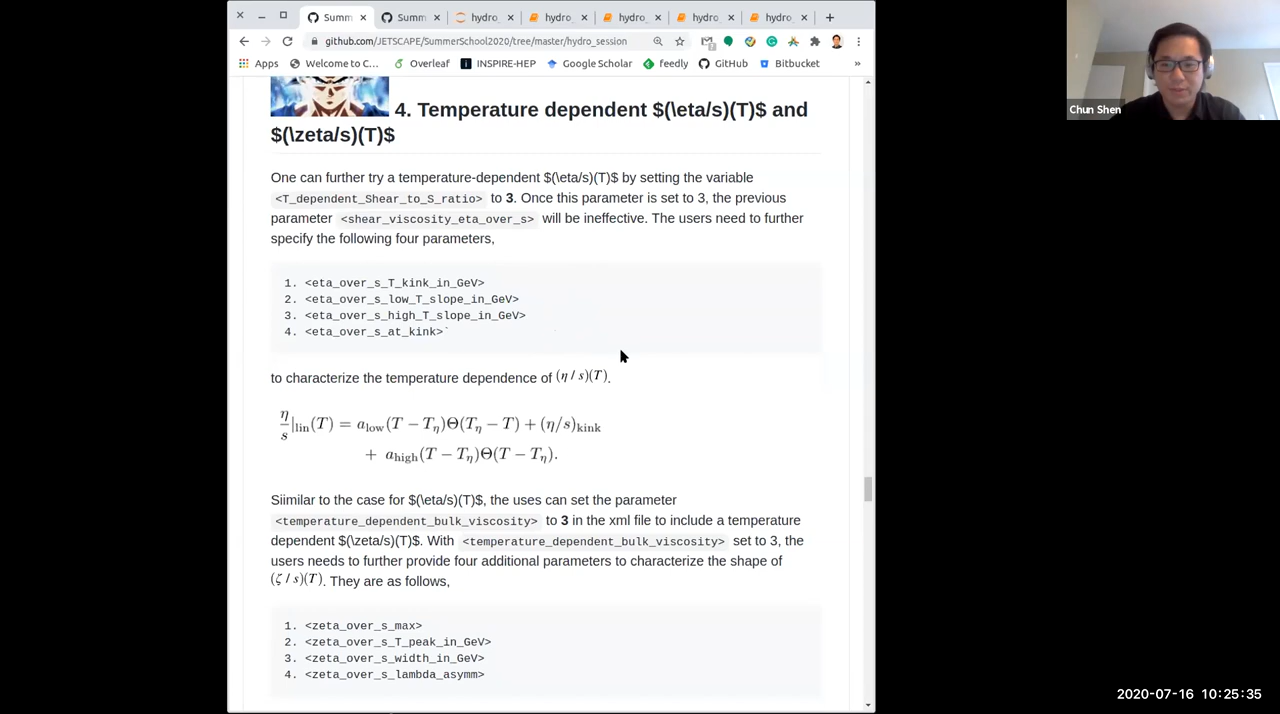 Summ
Summ
hydro_
hydro_
hydro_
hydro_
hydro_
github.com/JETSCAPE/SummerSchool2020/tree/master/hydro_session
Apps
Welcome to C...
Overleaf
INSPIRE-HEP
Google Scholar
feedly
GitHub
Bitbucket
»
Chun Shen
4. Temperature dependent $(\eta/s)(T)$ and
$(\zeta/s)(T)$
One can further try a temperature-dependent $(\eta/s)(T)$ by setting the variable
<T_dependent_Shear_to_S_ratio> to 3. Once this parameter is set to 3, the previous
parameter <shear_viscosity_eta_over_s> will be ineffective. The users need to further
specify the following four parameters,
1. <eta_over_s_T_kink_in_GeV>
2. <eta_over_s_low_T_slope_in_GeV>
3. <eta_over_s_high_T_slope_in_GeV>
4. <eta_over_s_at_kink>`
to characterize the temperature dependence of (η / s)(T).
η/s|lin(T) = alow(T − Tη)Θ(Tη − T) + (η/s)kink
+ ahigh(T − Tη)Θ(T − Tη).
Siimilar to the case for $(\eta/s)(T)$, the uses can set the parameter
<temperature_dependent_bulk_viscosity> to 3 in the xml file to include a temperature
dependent $(\zeta/s)(T)$. With <temperature_dependent_bulk_viscosity> set to 3, the
users needs to further provide four additional parameters to characterize the shape of
(ζ / s)(T). They are as follows,
1. <zeta_over_s_max>
2. <zeta_over_s_T_peak_in_GeV>
3. <zeta_over_s_width_in_GeV>
4. <zeta_over_s_lambda_asymm>
2020-07-16 10:25:35